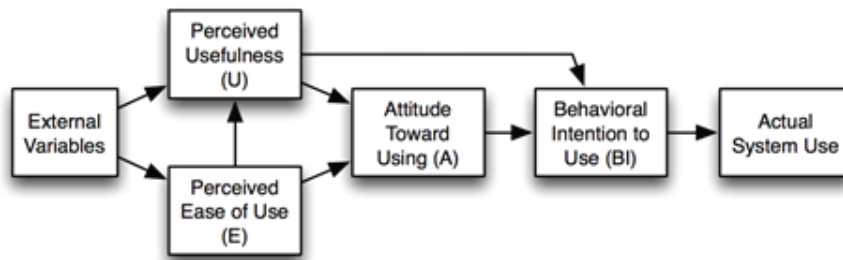 External
Variables
Perceived
Usefulness
(U)
Perceived
Ease of Use
(E)
Attitude
Toward
Using (A)
Behavioral
Intention to
Use (BI)
Actual
System Use